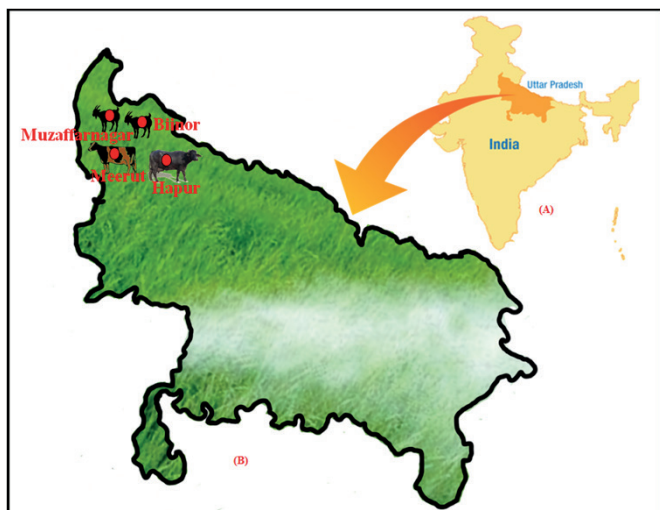 Uttar Pradesh
India
(A)
Muzaffarnagar
Bijnor
Meerut
Hapur
(B)